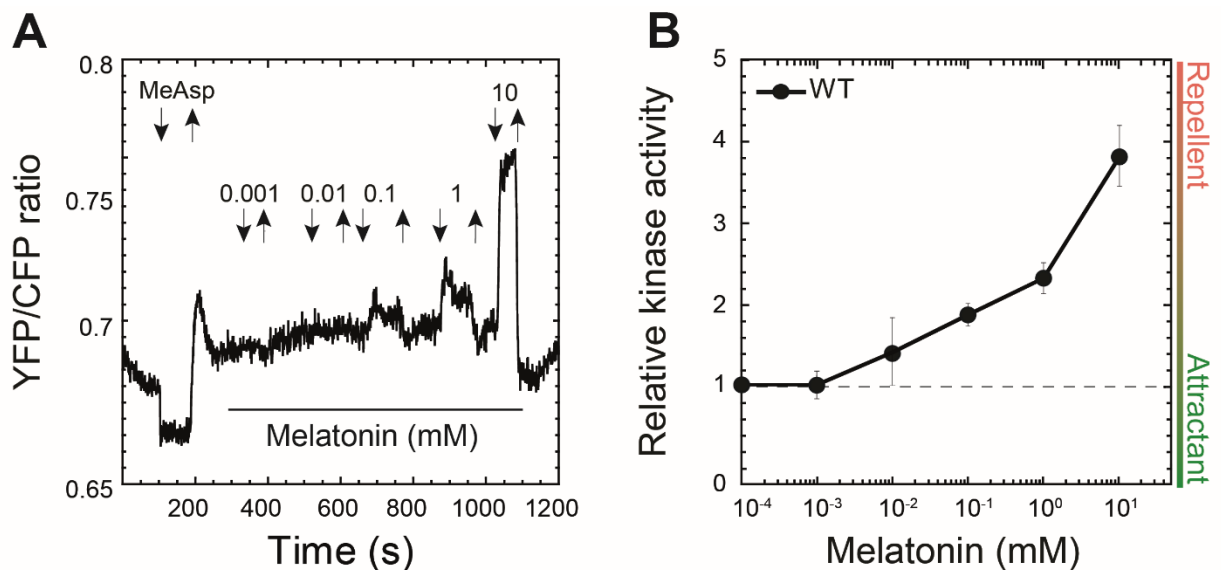 A
YFP/CFP ratio
0.8
0.75
0.7
0.65
MeAsp
0.001
0.01
0.1
1
10
Melatonin (mM)
200
400
600
800
1000
1200
Time (s)
B
Relative kinase activity
5
4
3
2
1
0
WT
10⁻⁴
10⁻³
10⁻²
10⁻¹
10⁰
10¹
Melatonin (mM)
Repellent
Attractant